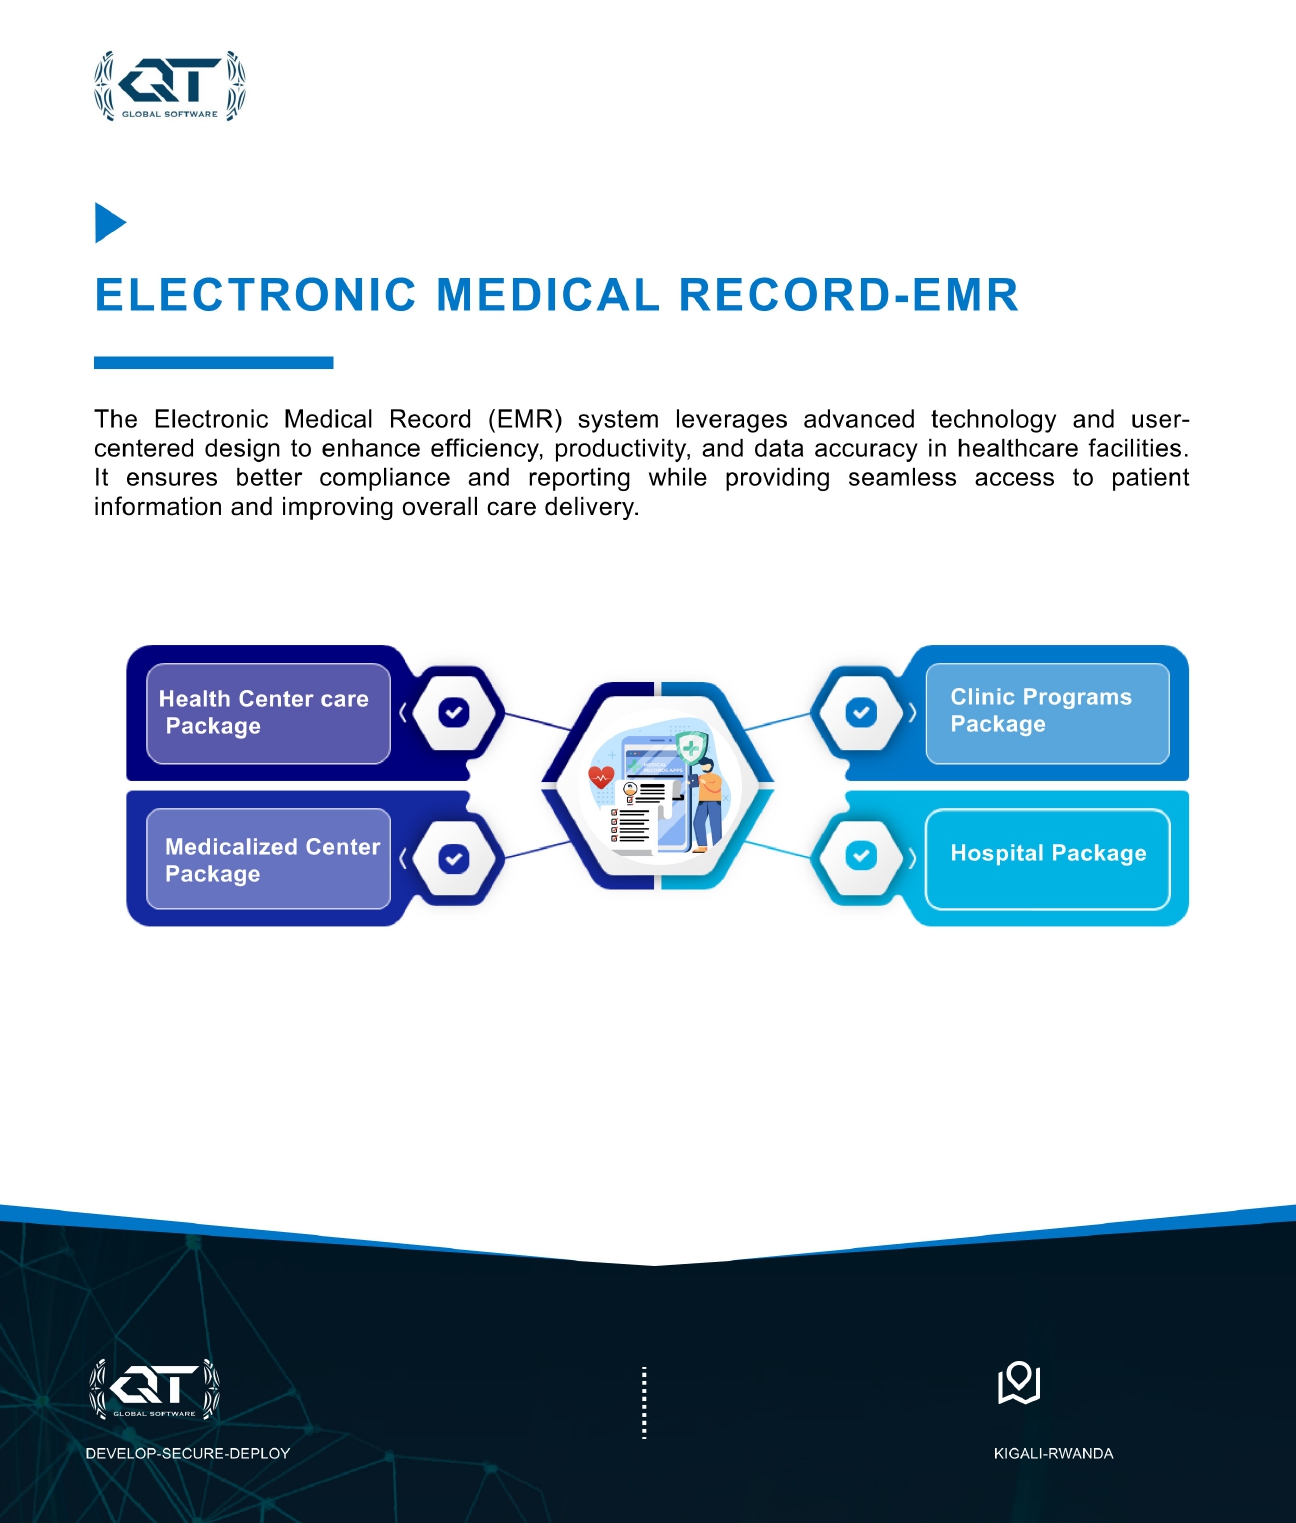 QT
GLOBAL SOFTWARE
ELECTRONIC MEDICAL RECORD-EMR
The Electronic Medical Record (EMR) system leverages advanced technology and user-
centered design to enhance efficiency, productivity, and data accuracy in healthcare facilities.
It ensures better compliance and reporting while providing seamless access to patient
information and improving overall care delivery.
Health Center care
Package
Clinic Programs
Package
MEDICAL
RECORDS APPS
Medicalized Center
Package
Hospital Package
QT
GLOBAL SOFTWARE
DEVELOP-SECURE-DEPLOY
KIGALI-RWANDA